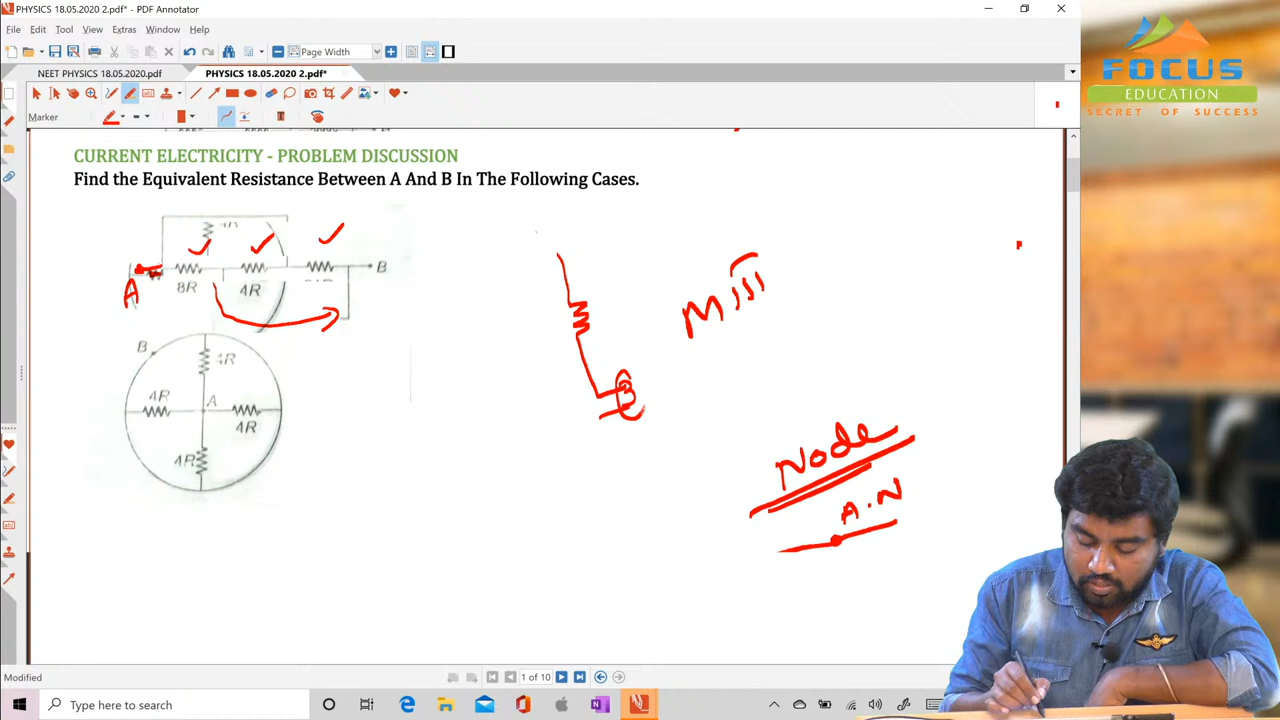 PHYSICS 18.05.2020 2.pdf* - PDF Annotator
File Edit Tool View Extras Window Help
Page Width
NEET PHYSICS 18.05.2020.pdf PHYSICS 18.05.2020 2.pdf*
Marker
FOCUS
EDUCATION
SECRET OF SUCCESS
CURRENT ELECTRICITY - PROBLEM DISCUSSION
Find the Equivalent Resistance Between A And B In The Following Cases.
4R
A 8R 4R B
B 4R
4R A 4R
4R
B
Node
A.N
Modified 1 of 10
Type here to search